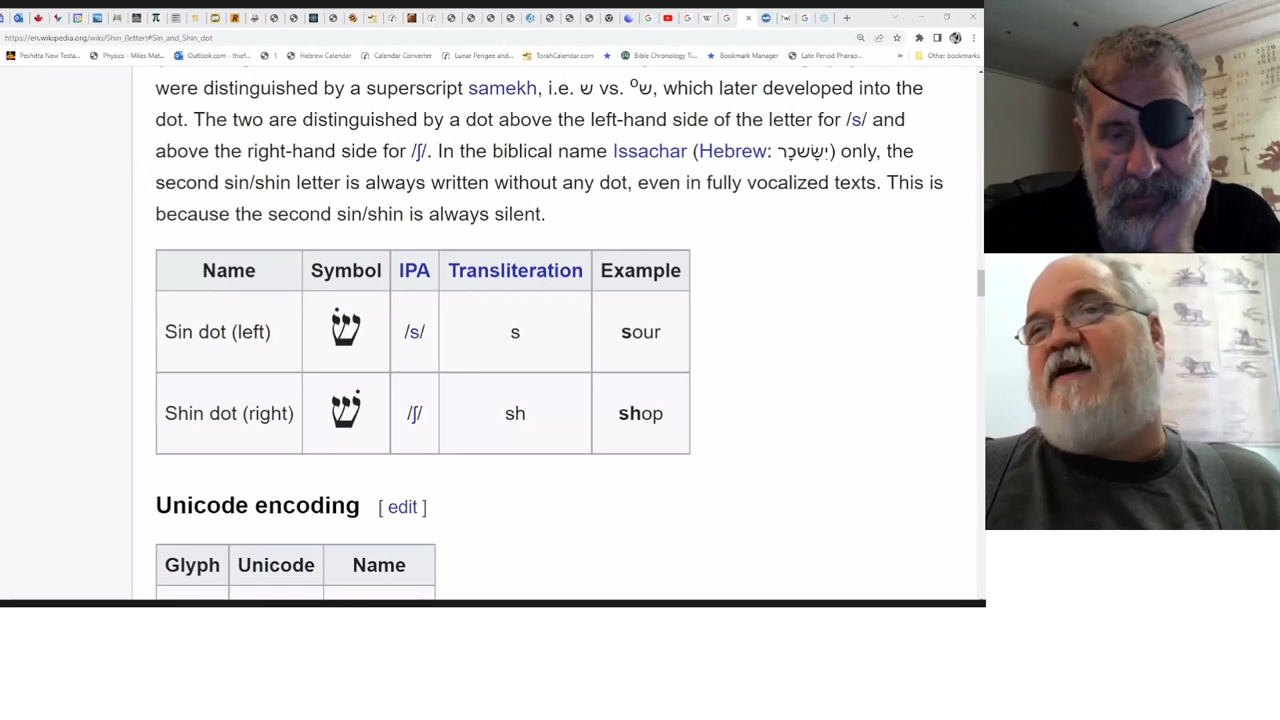 https://en.wikipedia.org/wiki/Shin_(letter)#Sin_and_Shin_dot
Peshitta New Testa... Physics - Miles Mat... Outlook.com - thief... 1 Hebrew Calendar Calendar Converter Lunar Perigees and... TorahCalendar.com Bible Chronology Ti... Bookmark Manager Late Period Pharao... » Other bookmarks
were distinguished by a superscript samekh, i.e. ש vs. שᴼ, which later developed into the
dot. The two are distinguished by a dot above the left-hand side of the letter for /s/ and
above the right-hand side for /ʃ/. In the biblical name Issachar (Hebrew: יִשָּׂשכָר) only, the
second sin/shin letter is always written without any dot, even in fully vocalized texts. This is
because the second sin/shin is always silent.
Name Symbol IPA Transliteration Example
Sin dot (left) שׂ /s/ s sour
Shin dot (right) שׁ /ʃ/ sh shop
Unicode encoding [ edit ]
Glyph Unicode Name